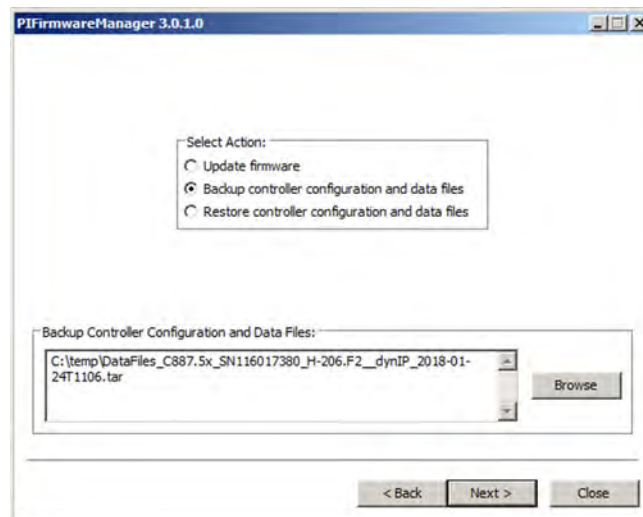 PIFirmwareManager 3.0.1.0
Select Action:
Update firmware
Backup controller configuration and data files
Restore controller configuration and data files
Backup Controller Configuration and Data Files:
C:\temp\DataFiles_C887.5x_SN116017380_H-206.F2__dynIP_2018-01-
24T1106.tar
Browse
< Back
Next >
Close